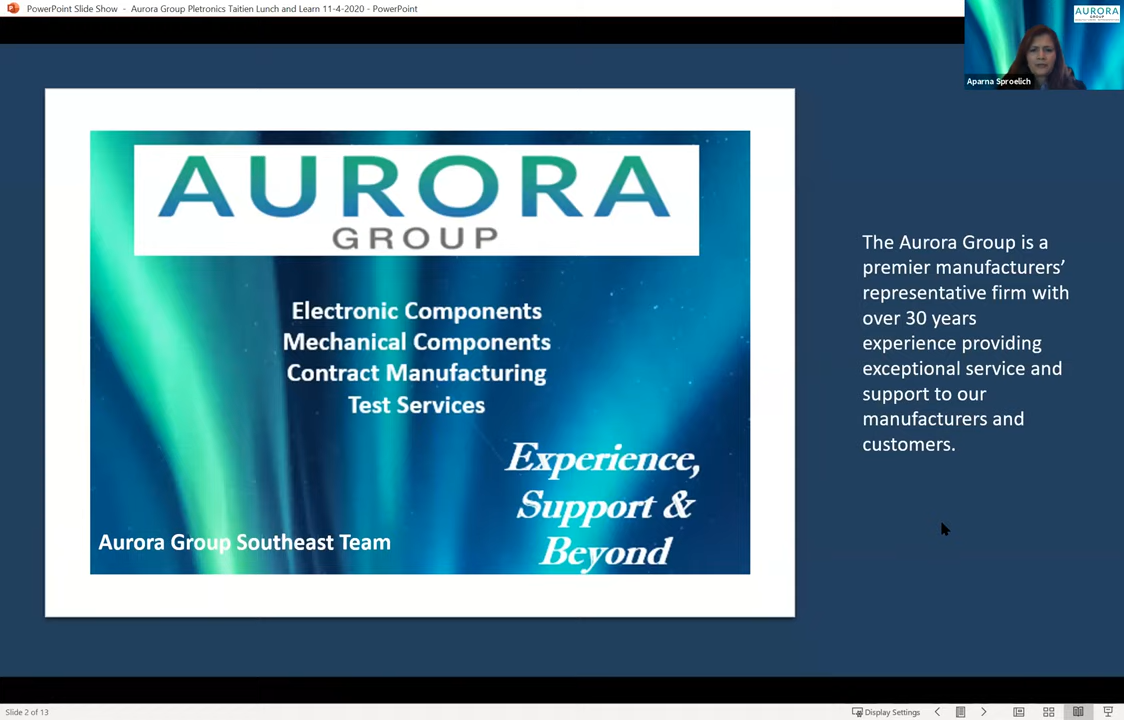 PowerPoint Slide Show - Aurora Group Pletronics Taitien Lunch and Learn 11-4-2020 - PowerPoint
AURORA
GROUP
Aparna Sproelich
AURORA
GROUP
Electronic Components
Mechanical Components
Contract Manufacturing
Test Services
Experience,
Support &
Beyond
Aurora Group Southeast Team
The Aurora Group is a
premier manufacturers’
representative firm with
over 30 years
experience providing
exceptional service and
support to our
manufacturers and
customers.
Slide 2 of 13
Display Settings